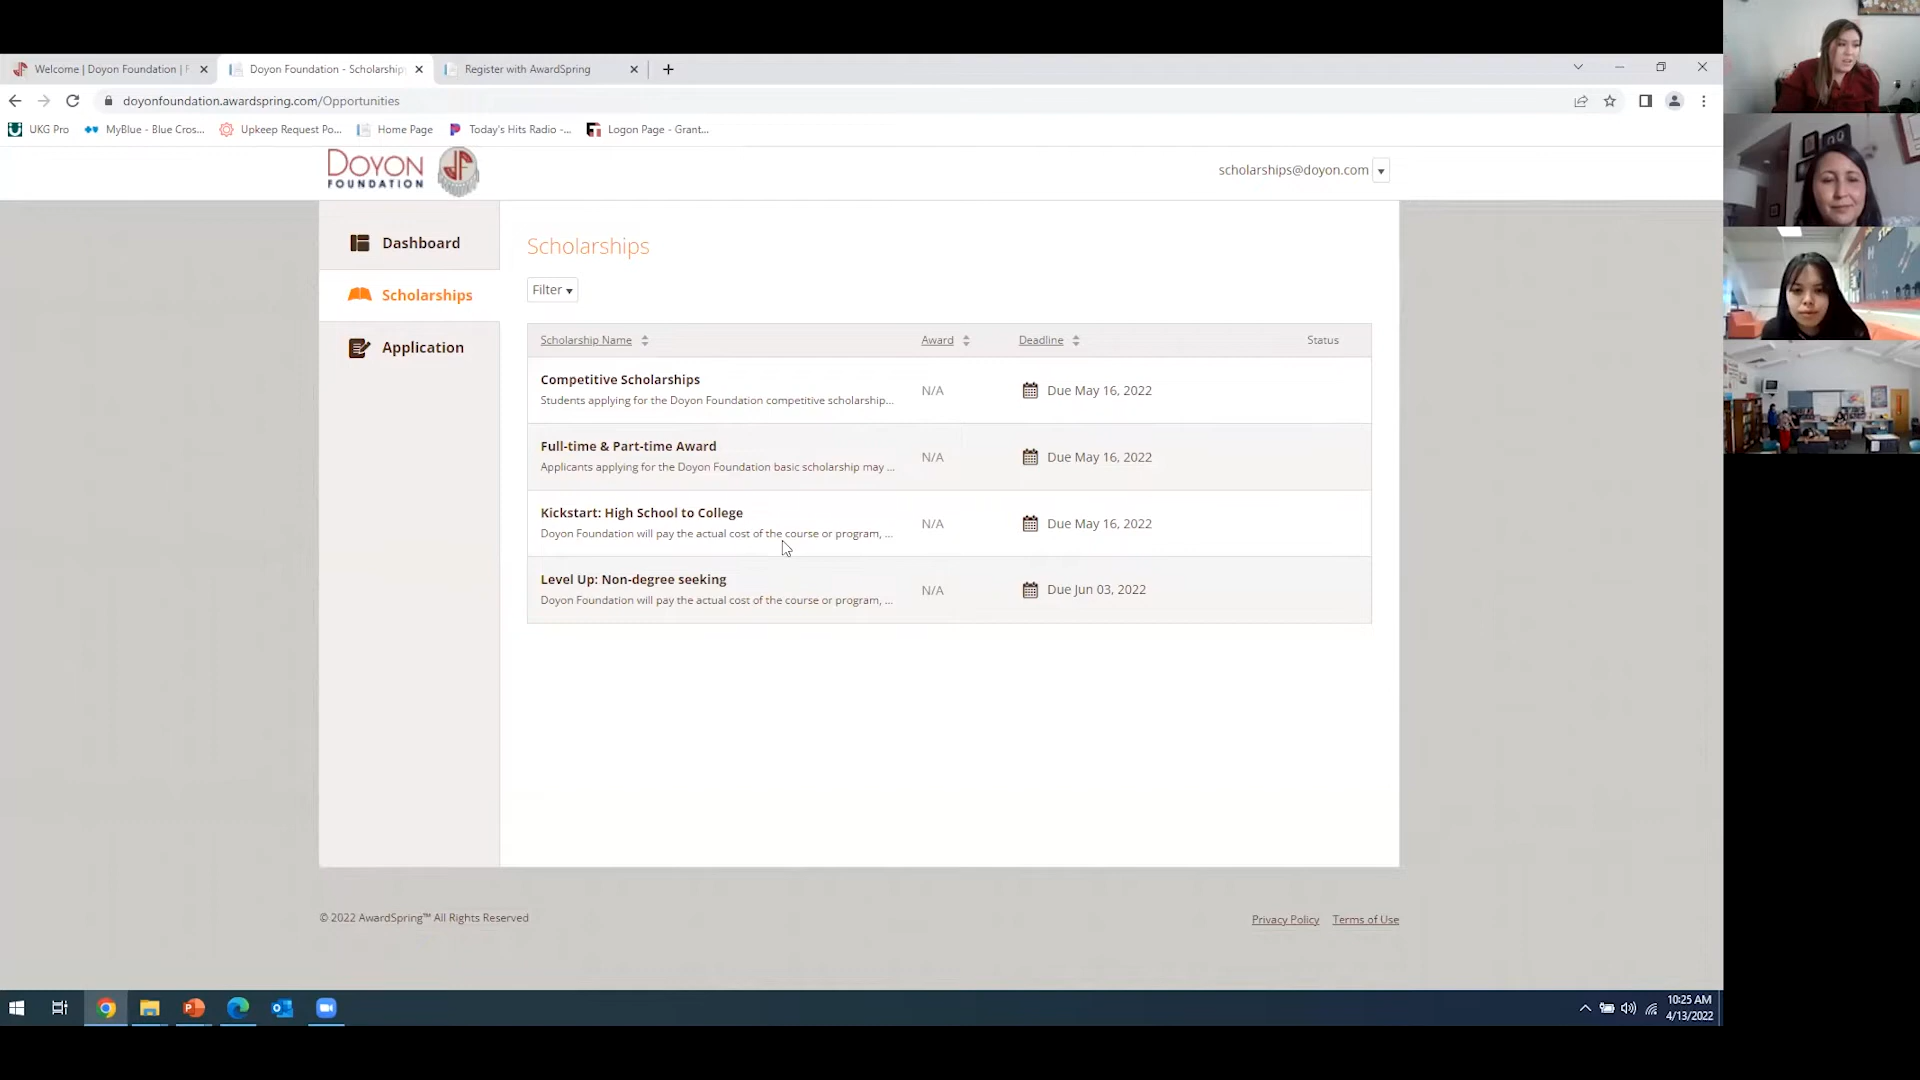 Welcome | Doyon Foundation | F
Doyon Foundation - Scholarship
Register with AwardSpring
doyonfoundation.awardspring.com/Opportunities
UKG Pro
MyBlue - Blue Cros...
Upkeep Request Po...
Home Page
Today's Hits Radio -...
Logon Page - Grant...
DOYON
FOUNDATION
scholarships@doyon.com
Dashboard
Scholarships
Application
Scholarships
Filter
Scholarship Name
Award
Deadline
Status
Competitive Scholarships
Students applying for the Doyon Foundation competitive scholarship...
N/A
Due May 16, 2022
Full-time & Part-time Award
Applicants applying for the Doyon Foundation basic scholarship may ...
N/A
Due May 16, 2022
Kickstart: High School to College
Doyon Foundation will pay the actual cost of the course or program, ...
N/A
Due May 16, 2022
Level Up: Non-degree seeking
Doyon Foundation will pay the actual cost of the course or program, ...
N/A
Due Jun 03, 2022
© 2022 AwardSpring™ All Rights Reserved
Privacy Policy
Terms of Use
10:25 AM
4/13/2022